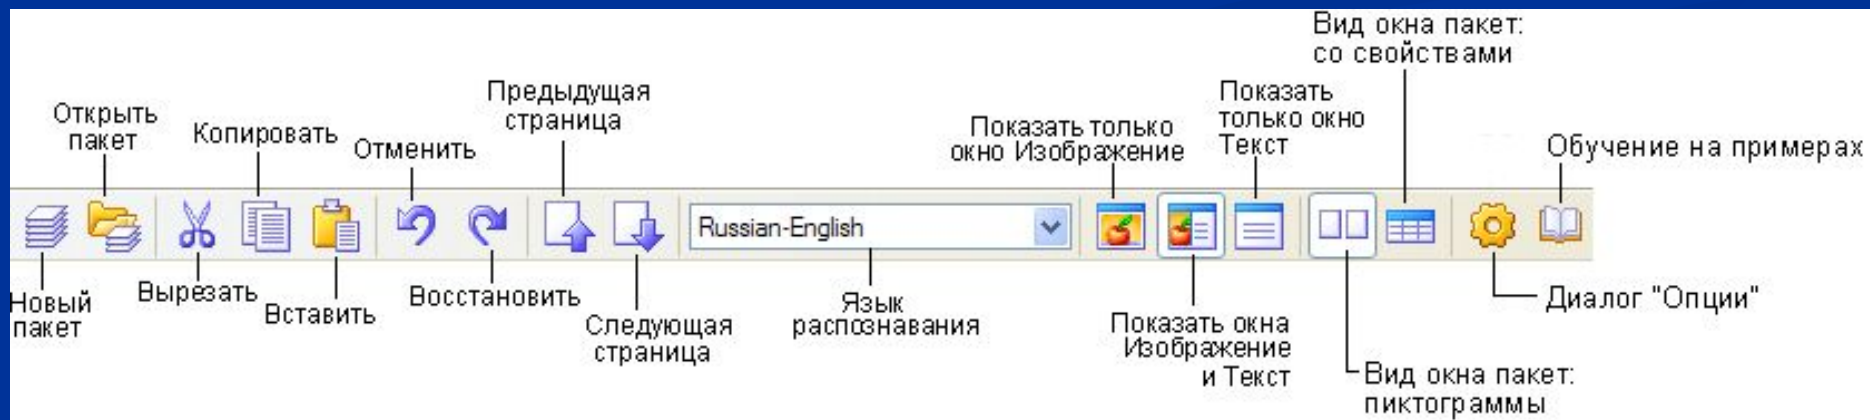 Вид окна пакет:
со свойствами
Предыдущая
страница
Показать
только окно
Текст
Открыть
пакет
Копировать
Отменить
Показать только
окно Изображение
Обучение на примерах
Russian-English
Новый
пакет
Вырезать
Вставить
Восстановить
Следующая
страница
Язык
распознавания
Показать окна
Изображение
и Текст
Диалог "Опции"
Вид окна пакет:
пиктограммы